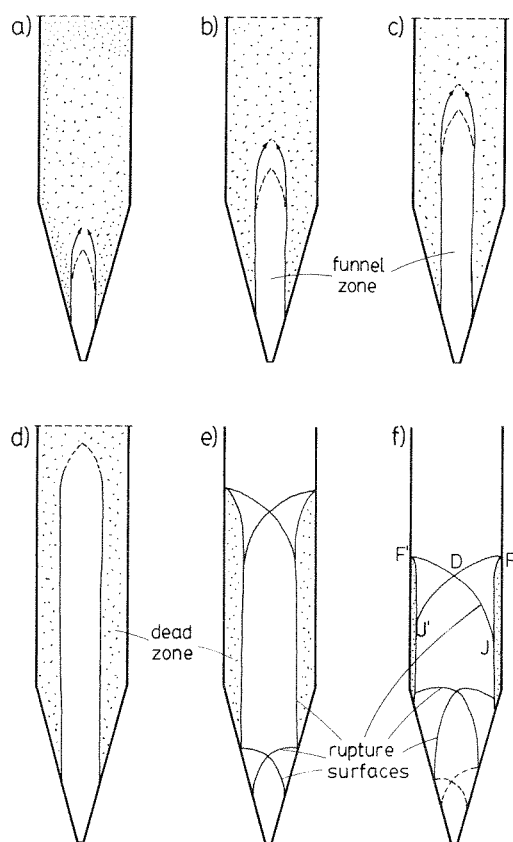 a)
b)
c)
funnel
zone
d)
e)
f)
F'
D
F
J'
J
dead
zone
rupture
surfaces